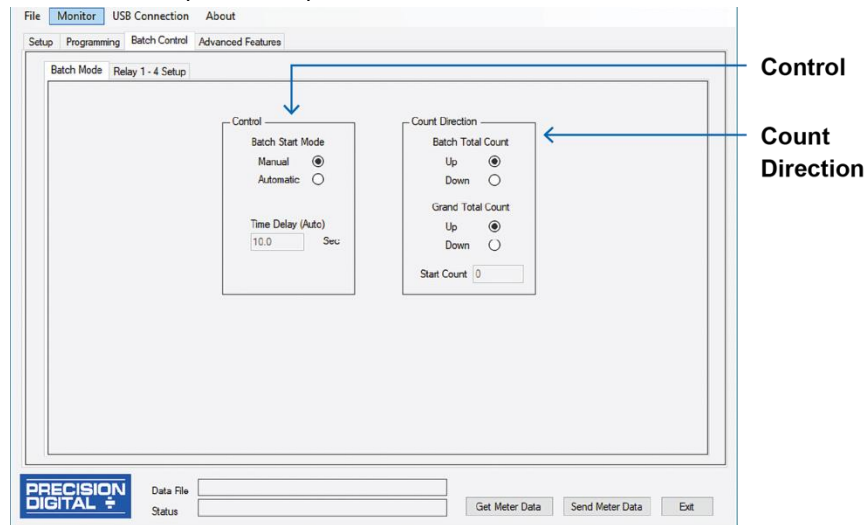 File Monitor USB Connection About
Setup Programming Batch Control Advanced Features
Batch Mode Relay 1 - 4 Setup
Control
Control
Batch Start Mode
Manual
Automatic
Time Delay (Auto)
10.0 Sec
Count Direction
Batch Total Count
Up
Down
Grand Total Count
Up
Down
Start Count 0
Count
Direction
PRECISION
DIGITAL
Data File
Status
Get Meter Data Send Meter Data Exit